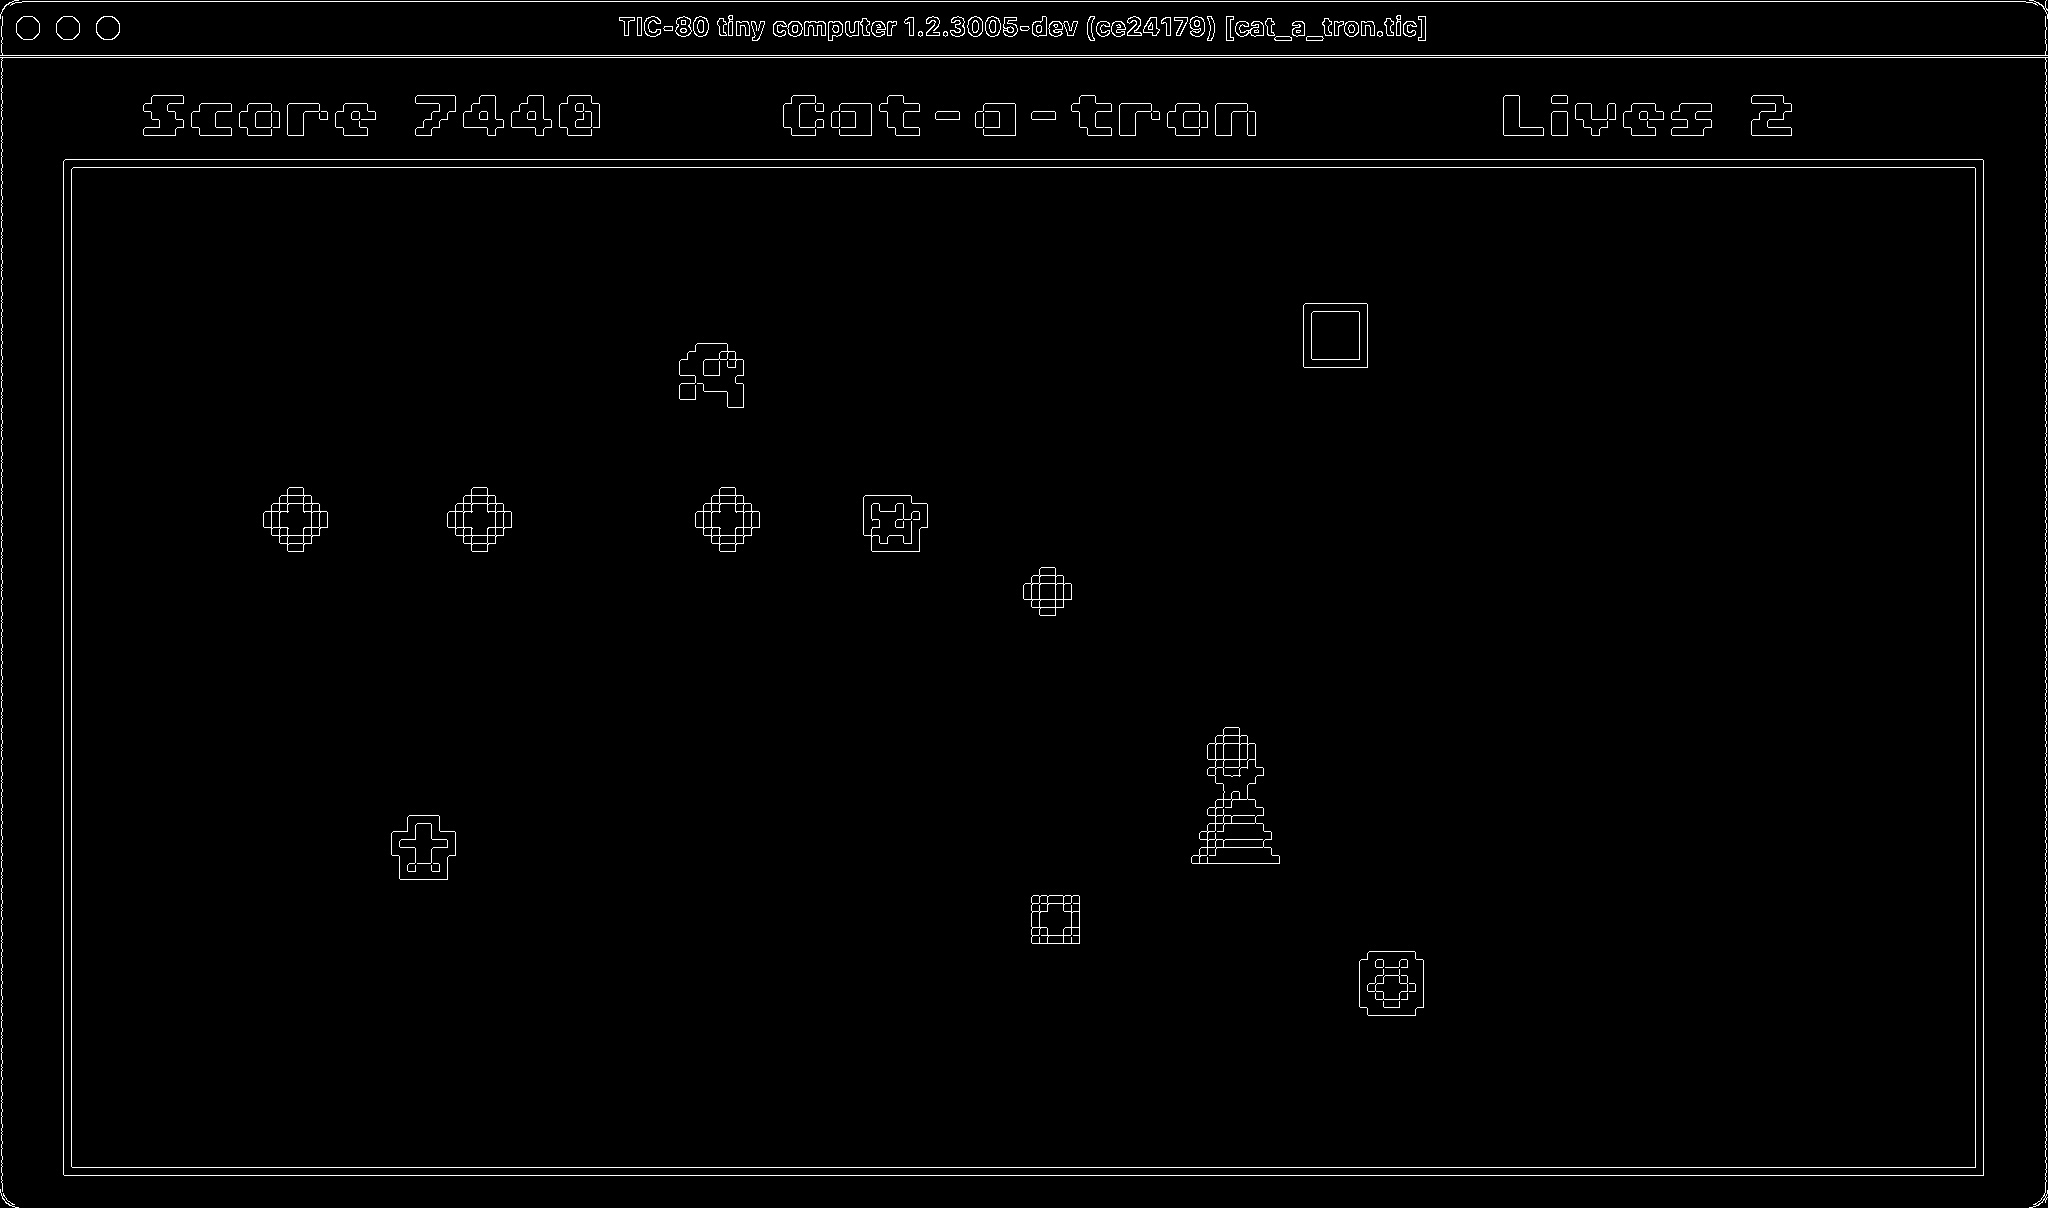 TIC-80 tiny computer 1.2.3005-dev (ce24179) [cat_a_tron.tic]
Score 7440 Cat-a-tron Lives 2